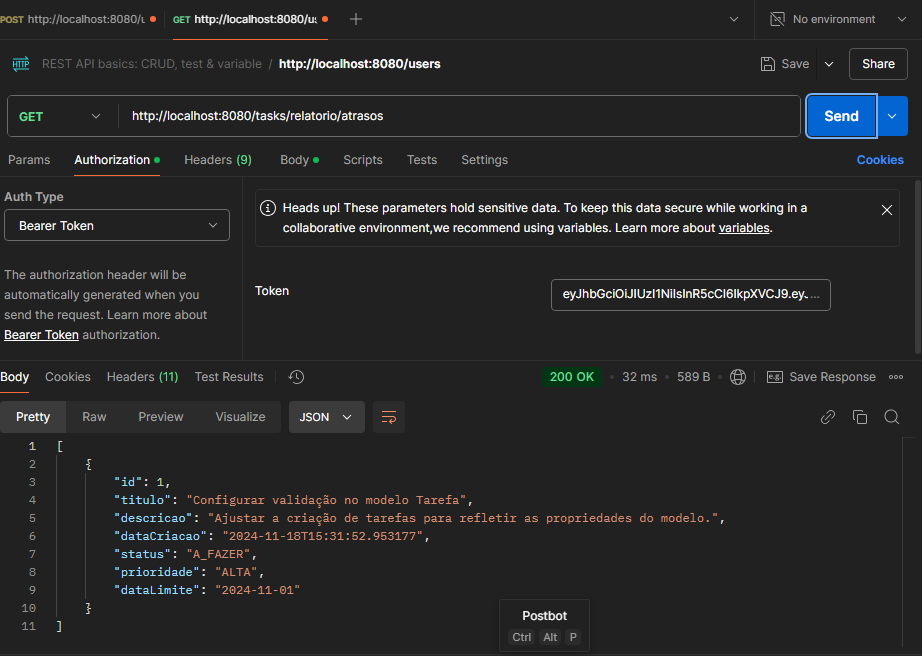 POST http://localhost:8080/u
GET http://localhost:8080/us
No environment
HTTP REST API basics: CRUD, test & variable / http://localhost:8080/users
Save
Share
GET
http://localhost:8080/tasks/relatorio/atrasos
Send
Params
Authorization
Headers (9)
Body
Scripts
Tests
Settings
Cookies
Auth Type
Bearer Token
The authorization header will be
automatically generated when you
send the request. Learn more about
Bearer Token authorization.
Heads up! These parameters hold sensitive data. To keep this data secure while working in a
collaborative environment,we recommend using variables. Learn more about variables.
Token
eyJhbGciOiJIUzI1NiIsInR5cCI6IkpXVCJ9.ey...
Body
Cookies
Headers (11)
Test Results
200 OK
32 ms
589 B
e.g.
Save Response
Pretty
Raw
Preview
Visualize
JSON
1 [
2 {
3 "id": 1,
4 "titulo": "Configurar validação no modelo Tarefa",
5 "descricao": "Ajustar a criação de tarefas para refletir as propriedades do modelo.",
6 "dataCriacao": "2024-11-18T15:31:52.953177",
7 "status": "A_FAZER",
8 "prioridade": "ALTA",
9 "dataLimite": "2024-11-01"
10 }
11 ]
Postbot
Ctrl Alt P